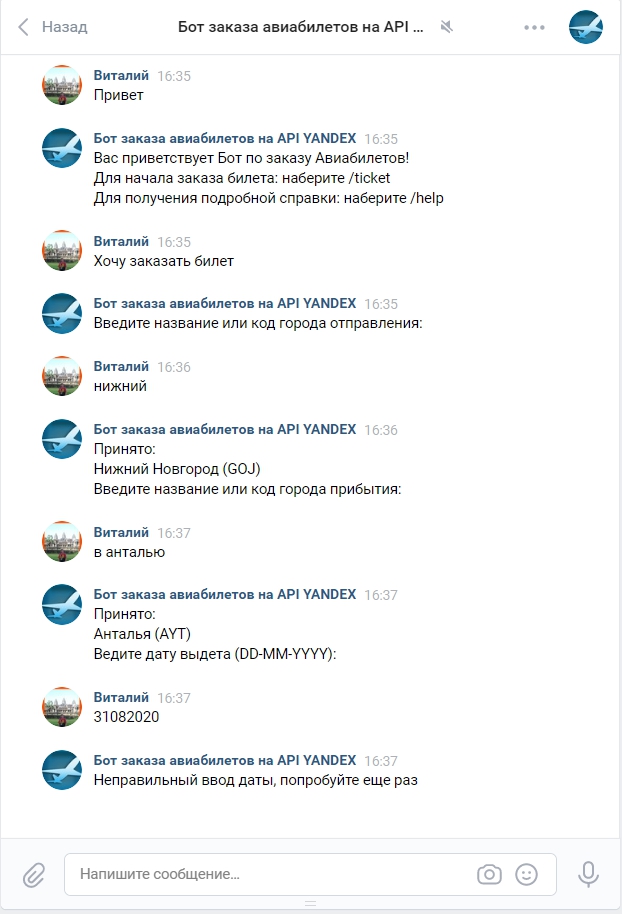 Назад
Бот заказа авиабилетов на API ...
Виталий 16:35
Привет
Бот заказа авиабилетов на API YANDEX 16:35
Вас приветствует Бот по заказу Авиабилетов!
Для начала заказа билета: наберите /ticket
Для получения подробной справки: наберите /help
Виталий 16:35
Хочу заказать билет
Бот заказа авиабилетов на API YANDEX 16:35
Введите название или код города отправления:
Виталий 16:36
нижний
Бот заказа авиабилетов на API YANDEX 16:36
Принято:
Нижний Новгород (GOJ)
Введите название или код города прибытия:
Виталий 16:37
в анталью
Бот заказа авиабилетов на API YANDEX 16:37
Принято:
Анталья (AYT)
Ведите дату выдета (DD-MM-YYYY):
Виталий 16:37
31082020
Бот заказа авиабилетов на API YANDEX 16:37
Неправильный ввод даты, попробуйте еще раз
Напишите сообщение...